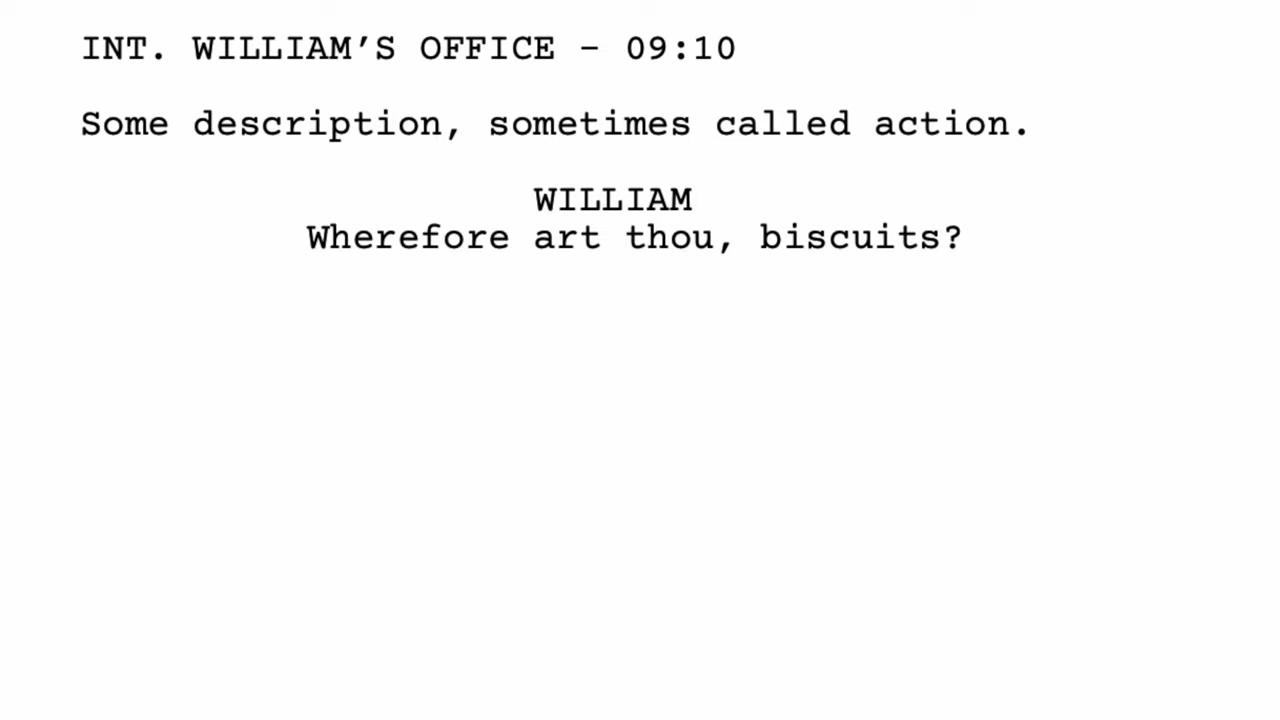 INT. WILLIAM’S OFFICE – 09:10
Some description, sometimes called action.
WILLIAM
Wherefore art thou, biscuits?